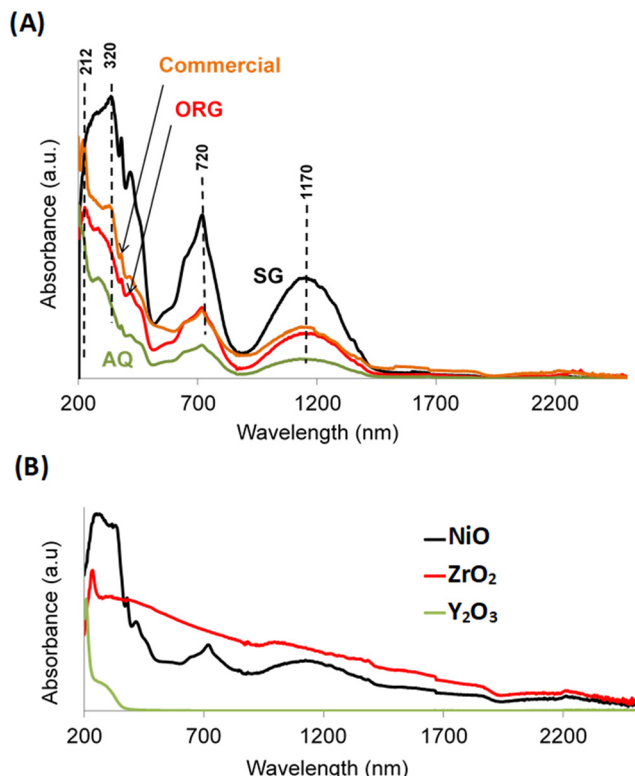 (A)
212
320
Commercial
ORG
720
1170
SG
AQ
Absorbance (a.u.)
200 700 1200 1700 2200
Wavelength (nm)
(B)
NiO
ZrO₂
Y₂O₃
Absorbance (a.u)
200 700 1200 1700 2200
Wavelength (nm)